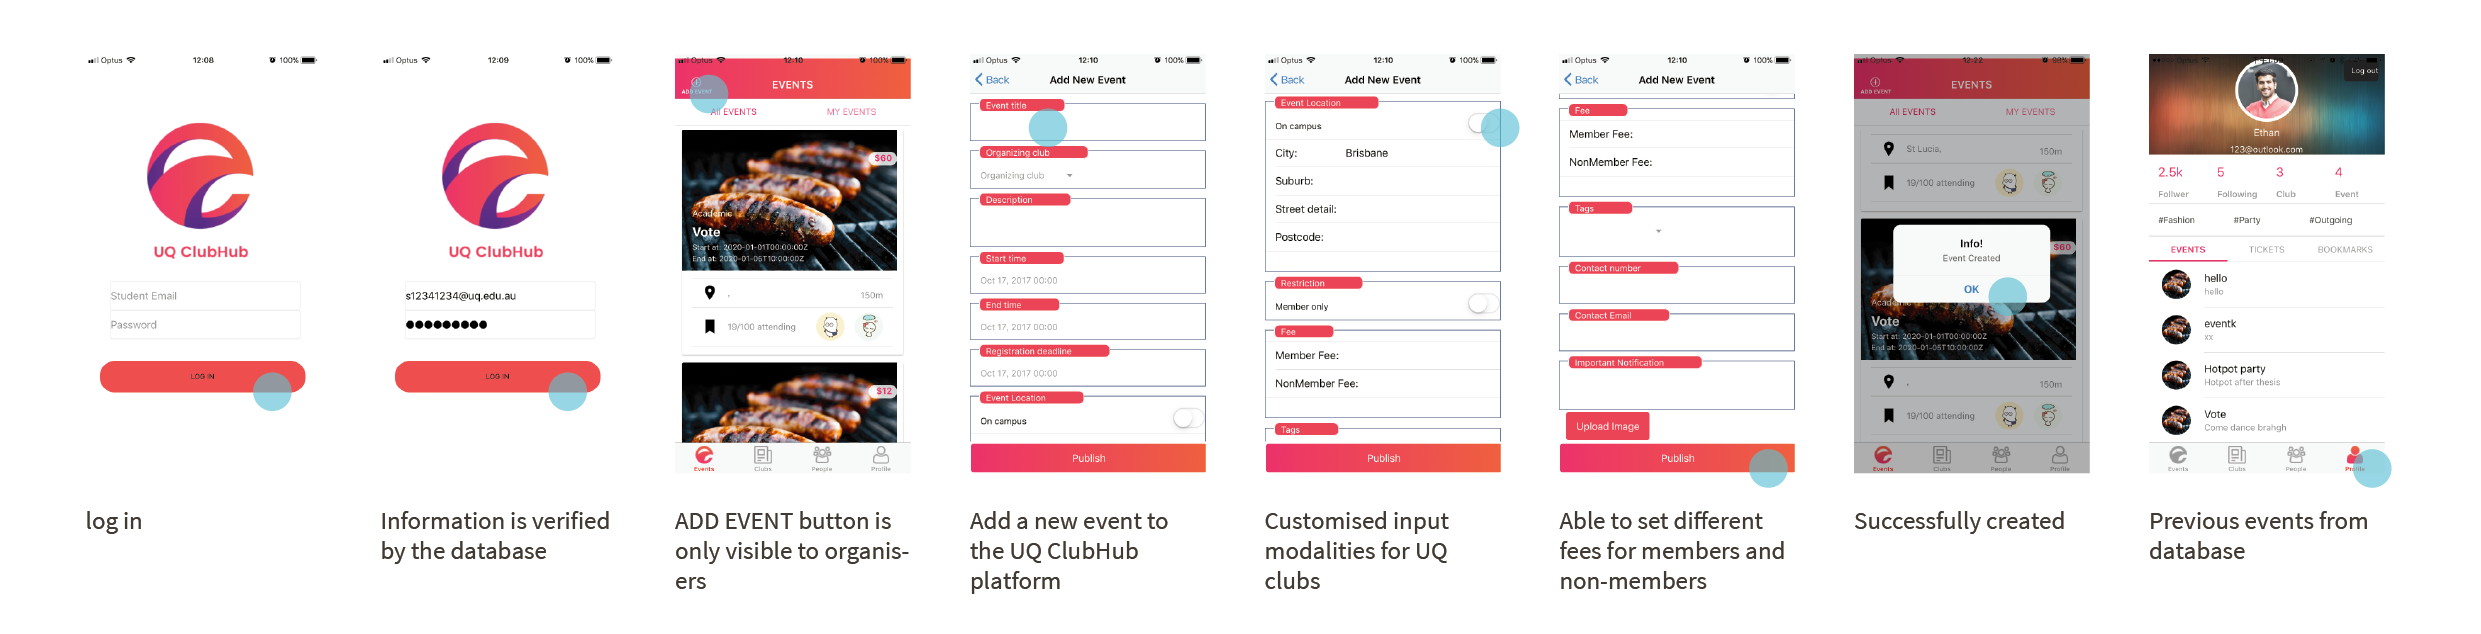 Optus 12:08 100%
UQ ClubHub
Student Email
Password
LOG IN
log in
Optus 12:09 100%
UQ ClubHub
s12341234@uq.edu.au
LOG IN
Information is verified
by the database
Optus 12:10 100%
ADD EVENT
EVENTS
All EVENTS MY EVENTS
$60
Academic
Vote
Start at: 2020-01-01T00:00:00Z
End at: 2020-01-05T10:00:00Z
, 150m
19/100 attending
$12
Events Clubs People Profile
ADD EVENT button is
only visible to organis-
ers
Optus 12:10 100%
Back Add New Event
Event title
Organizing club
Organizing club
Description
Start time
Oct 17, 2017 00:00
End time
Oct 17, 2017 00:00
Registration deadline
Oct 17, 2017 00:00
Event Location
On campus
Publish
Add a new event to
the UQ ClubHub
platform
Optus 12:10 100%
Back Add New Event
Event Location
On campus
City: Brisbane
Suburb:
Street detail:
Postcode:
Restriction
Member only
Fee
Member Fee:
NonMember Fee:
Tags
Publish
Customised input
modalities for UQ
clubs
Optus 12:10 100%
Back Add New Event
Fee
Member Fee:
NonMember Fee:
Tags
Contact number
Contact Email
Important Notification
Upload Image
Publish
Able to set different
fees for members and
non-members
Optus 12:22 98%
ADD EVENT
EVENTS
All EVENTS MY EVENTS
St Lucia, 150m
19/100 attending
Info!
Event Created
OK
$60
Academic
Vote
Start at: 2020-01-01T00:00:00Z
End at: 2020-01-05T10:00:00Z
, 150m
19/100 attending
Events Clubs People Profile
Successfully created
Log out
Ethan
123@outlook.com
2.5k 5 3 4
Follwer Following Club Event
#Fashion #Party #Outgoing
EVENTS TICKETS BOOKMARKS
hello
hello
eventk
xx
Hotpot party
Hotpot after thesis
Vote
Come dance brahgh
Events Clubs People Profile
Previous events from
database